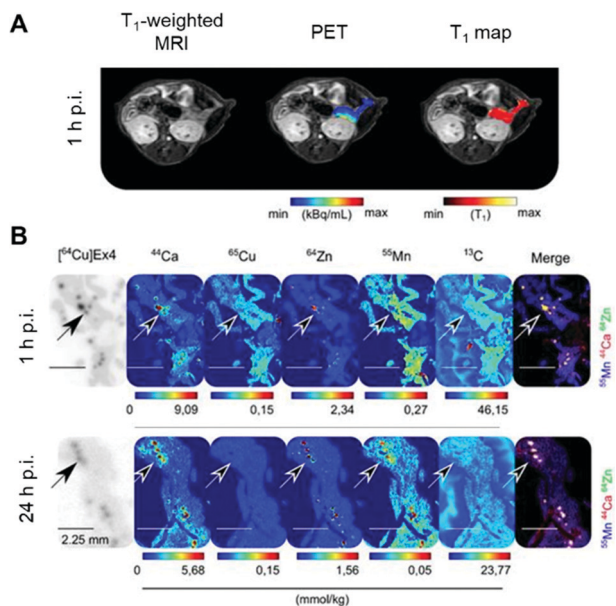 A
T₁-weighted
MRI
PET
T₁ map
1 h p.i.
min (kBq/mL) max
min (T₁) max
B
[⁶⁴Cu]Ex4
⁴⁴Ca
⁶⁵Cu
⁶⁴Zn
⁵⁵Mn
¹³C
Merge
1 h p.i.
⁵⁵Mn ⁴⁴Ca ⁶⁴Zn
0 9,09
0,15
2,34
0,27
46,15
24 h p.i.
2.25 mm
⁵⁵Mn ⁴⁴Ca ⁶⁴Zn
0 5,68
0,15
1,56
0,05
23,77
(mmol/kg)